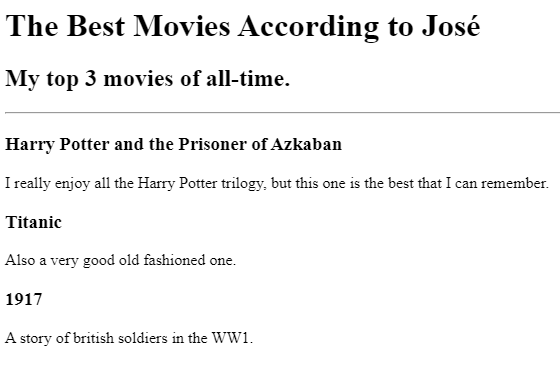 The Best Movies According to José
My top 3 movies of all-time.
Harry Potter and the Prisoner of Azkaban
I really enjoy all the Harry Potter trilogy, but this one is the best that I can remember.
Titanic
Also a very good old fashioned one.
1917
A story of british soldiers in the WW1.